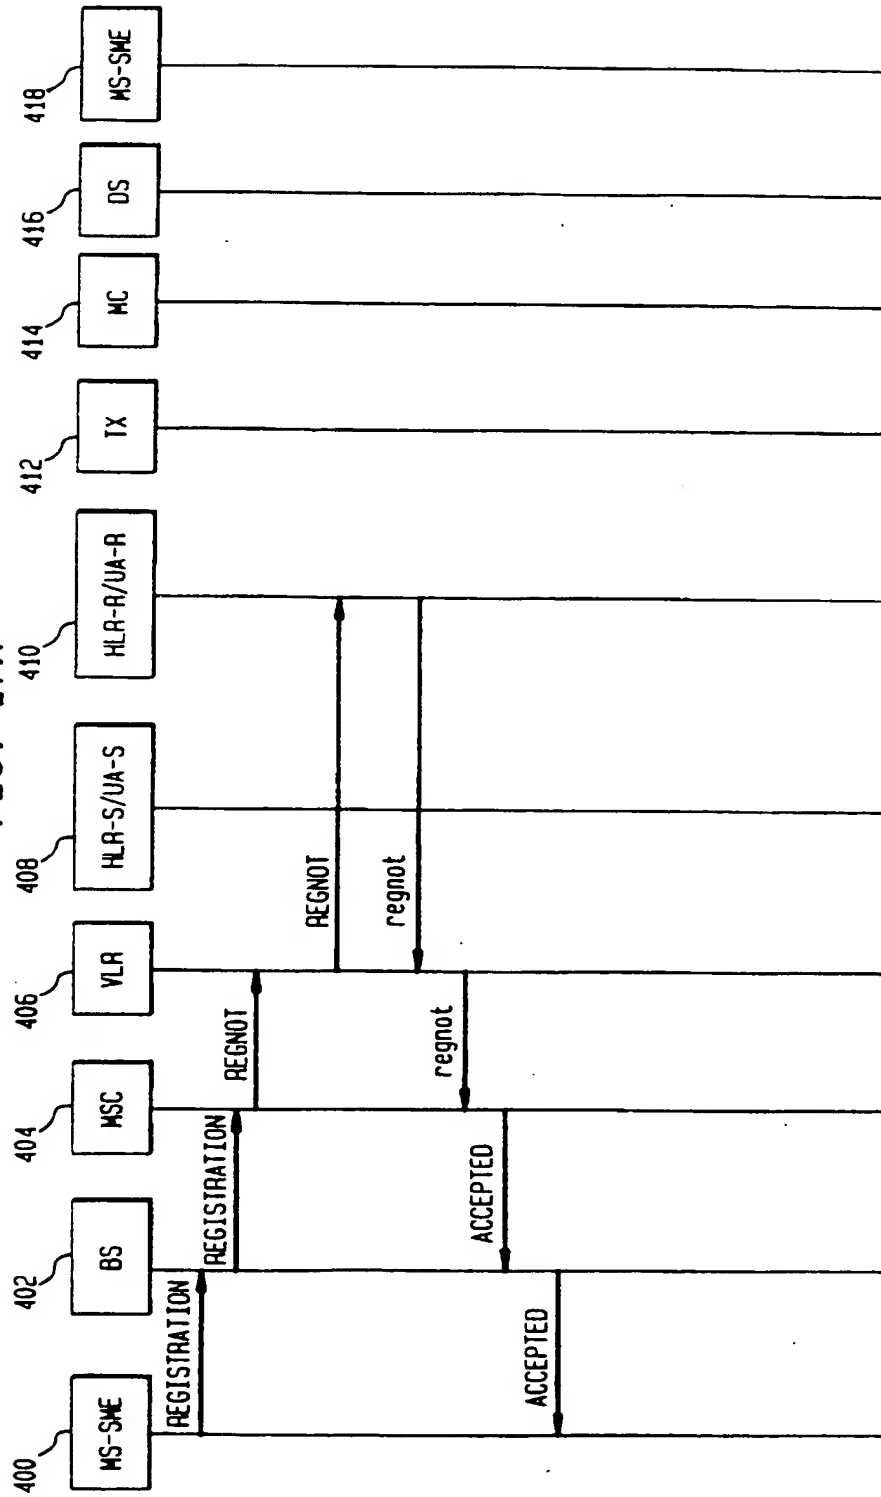 400
MS-SME
402
BS
404
MSC
406
VLR
408
HLR-S/UA-S
410
HLR-R/UA-R
412
TX
414
MC
416
DS
418
MS-SME
REGISTRATION
REGISTRATION
REGNOT
REGNOT
regnot
regnot
ACCEPTED
ACCEPTED